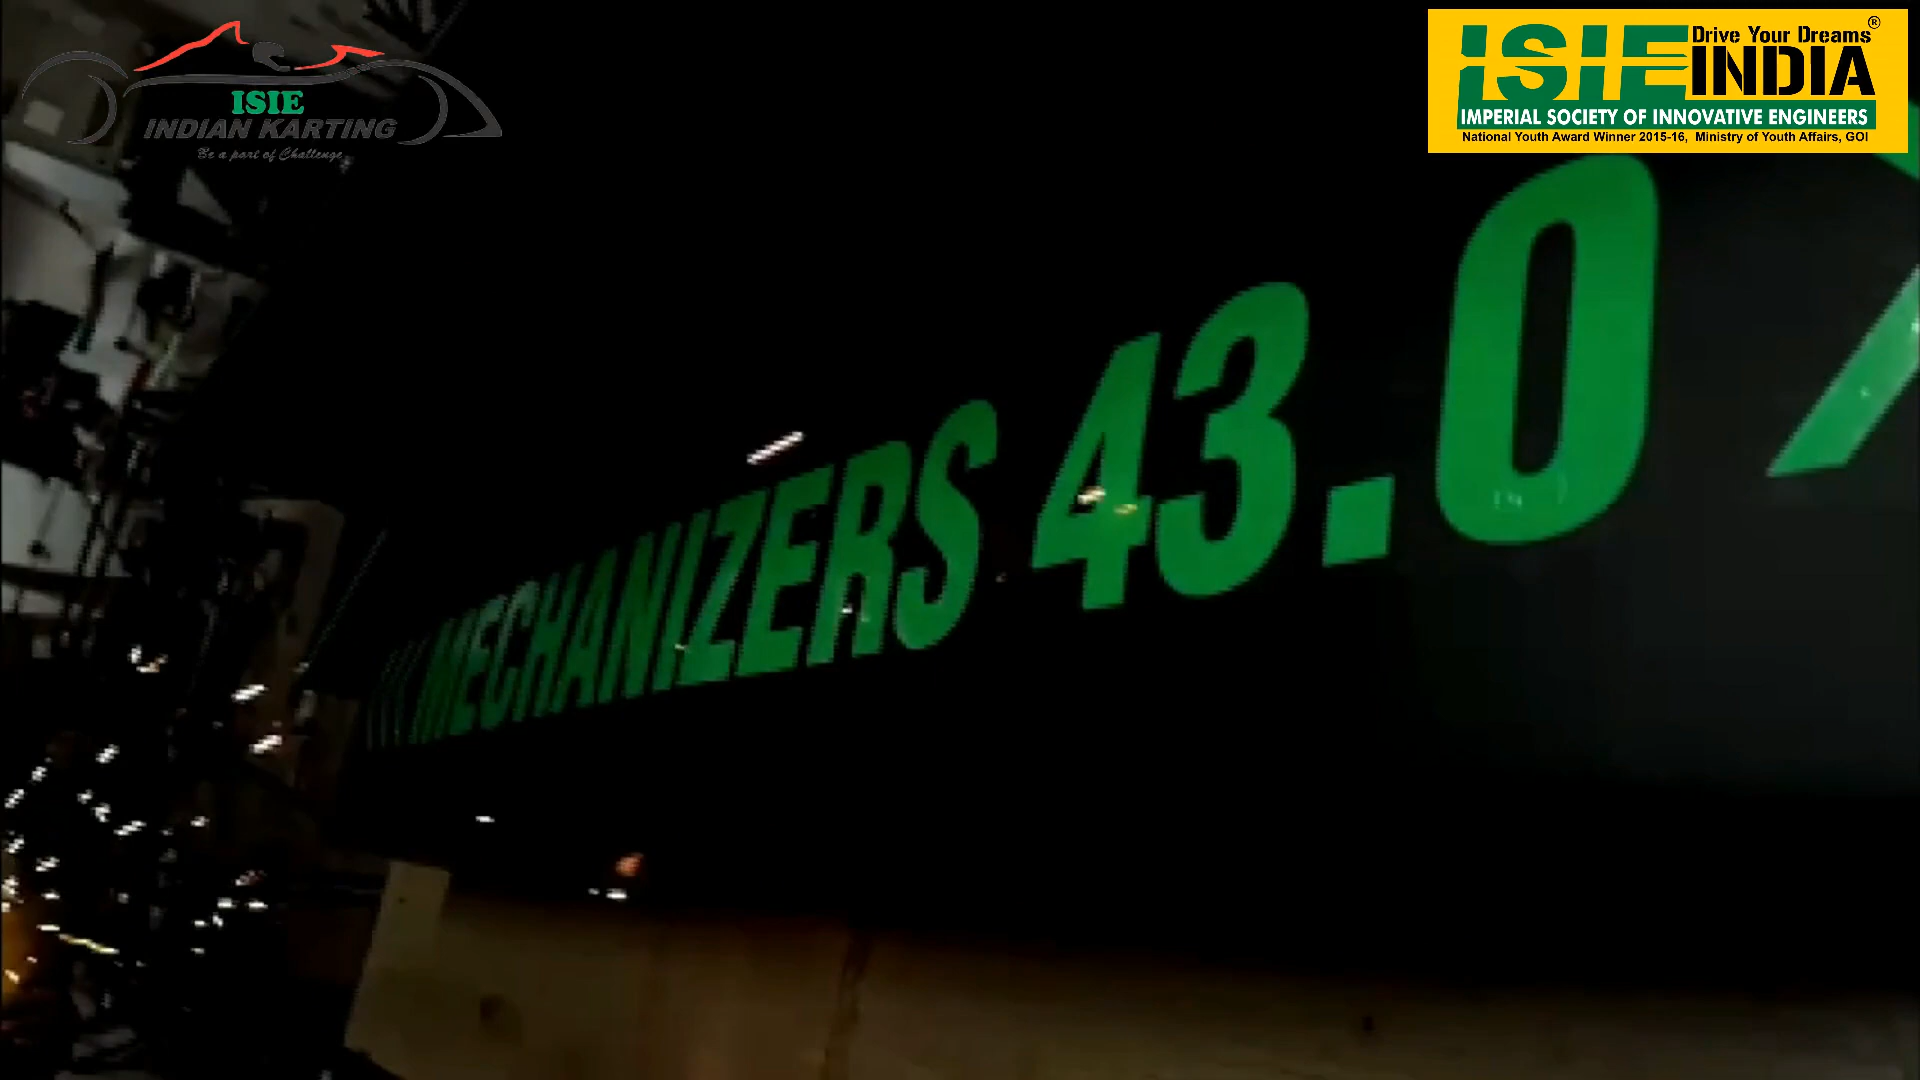 ISIE
INDIAN KARTING
Be a part of Challenge
ISIE Drive Your Dreams ®
INDIA
IMPERIAL SOCIETY OF INNOVATIVE ENGINEERS
National Youth Award Winner 2015-16, Ministry of Youth Affairs, GOI
MECHANIZERS 43.0